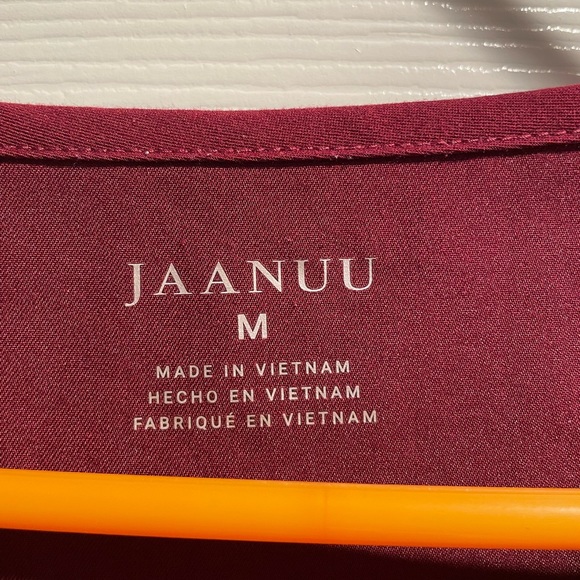 JAANUU
M
MADE IN VIETNAM
HECHO EN VIETNAM
FABRIQUÉ EN VIETNAM